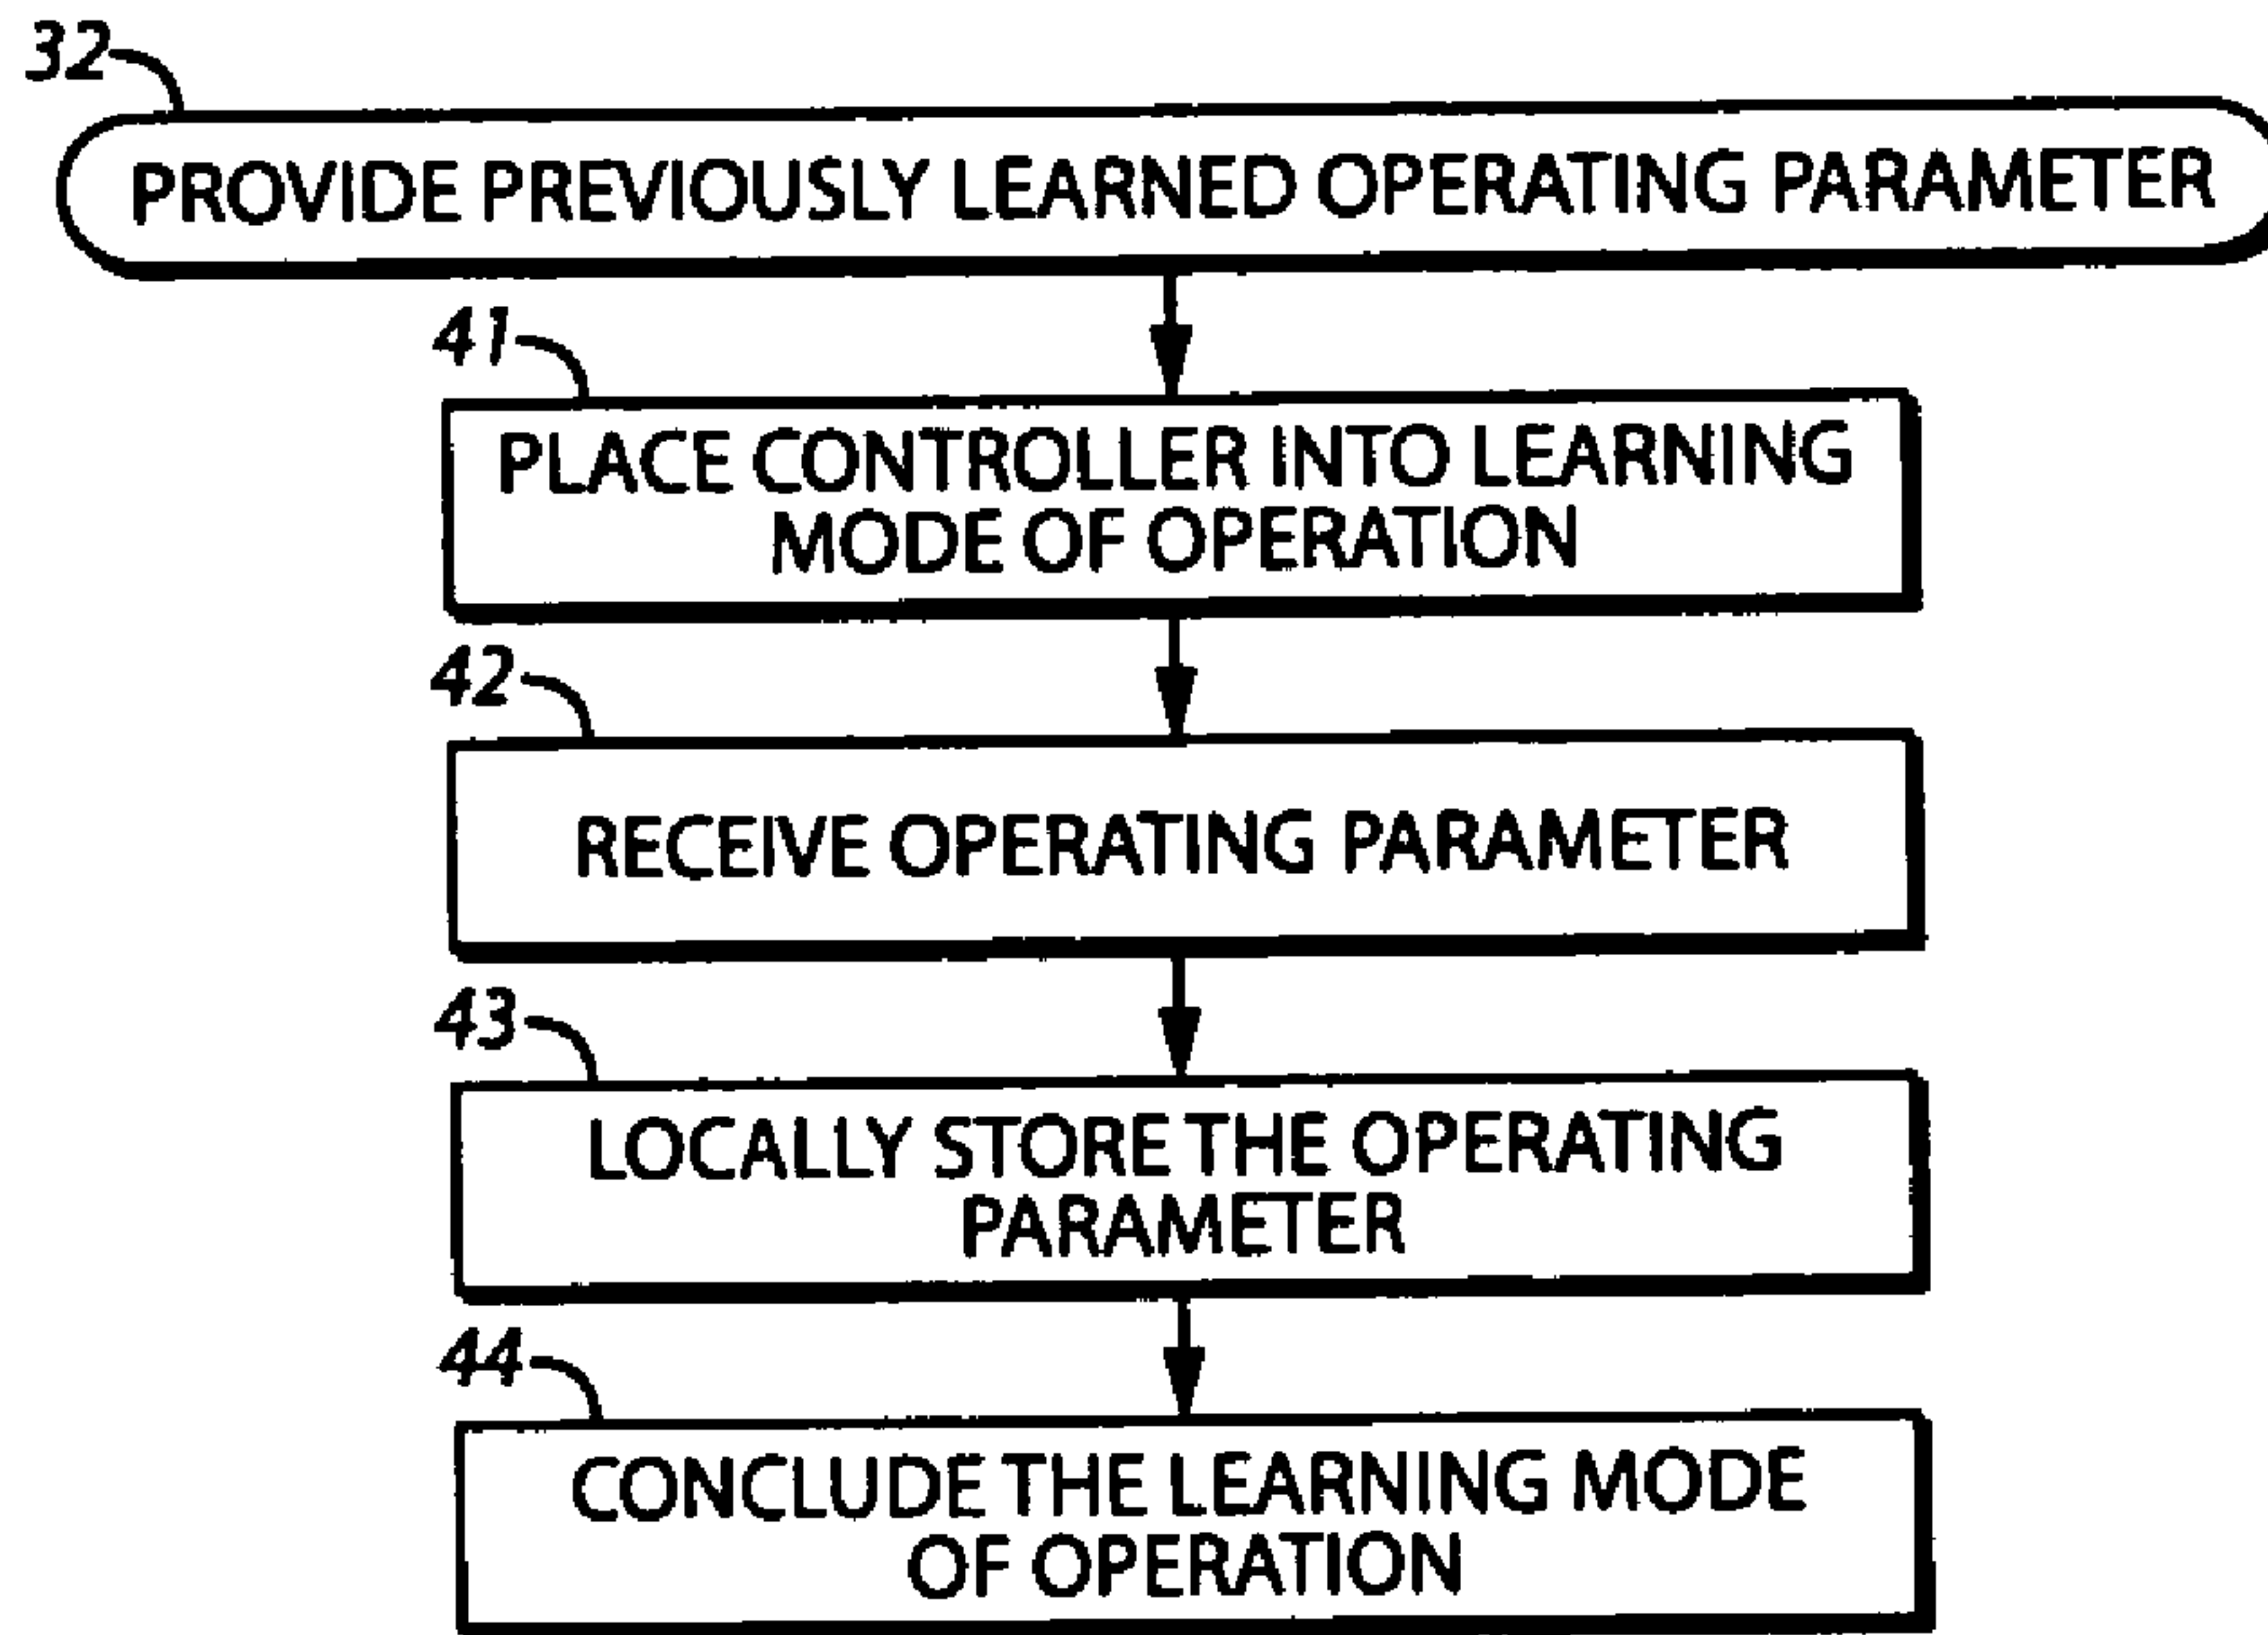 32
PROVIDE PREVIOUSLY LEARNED OPERATING PARAMETER
41
PLACE CONTROLLER INTO LEARNING
MODE OF OPERATION
42
RECEIVE OPERATING PARAMETER
43
LOCALLY STORE THE OPERATING
PARAMETER
44
CONCLUDE THE LEARNING MODE
OF OPERATION